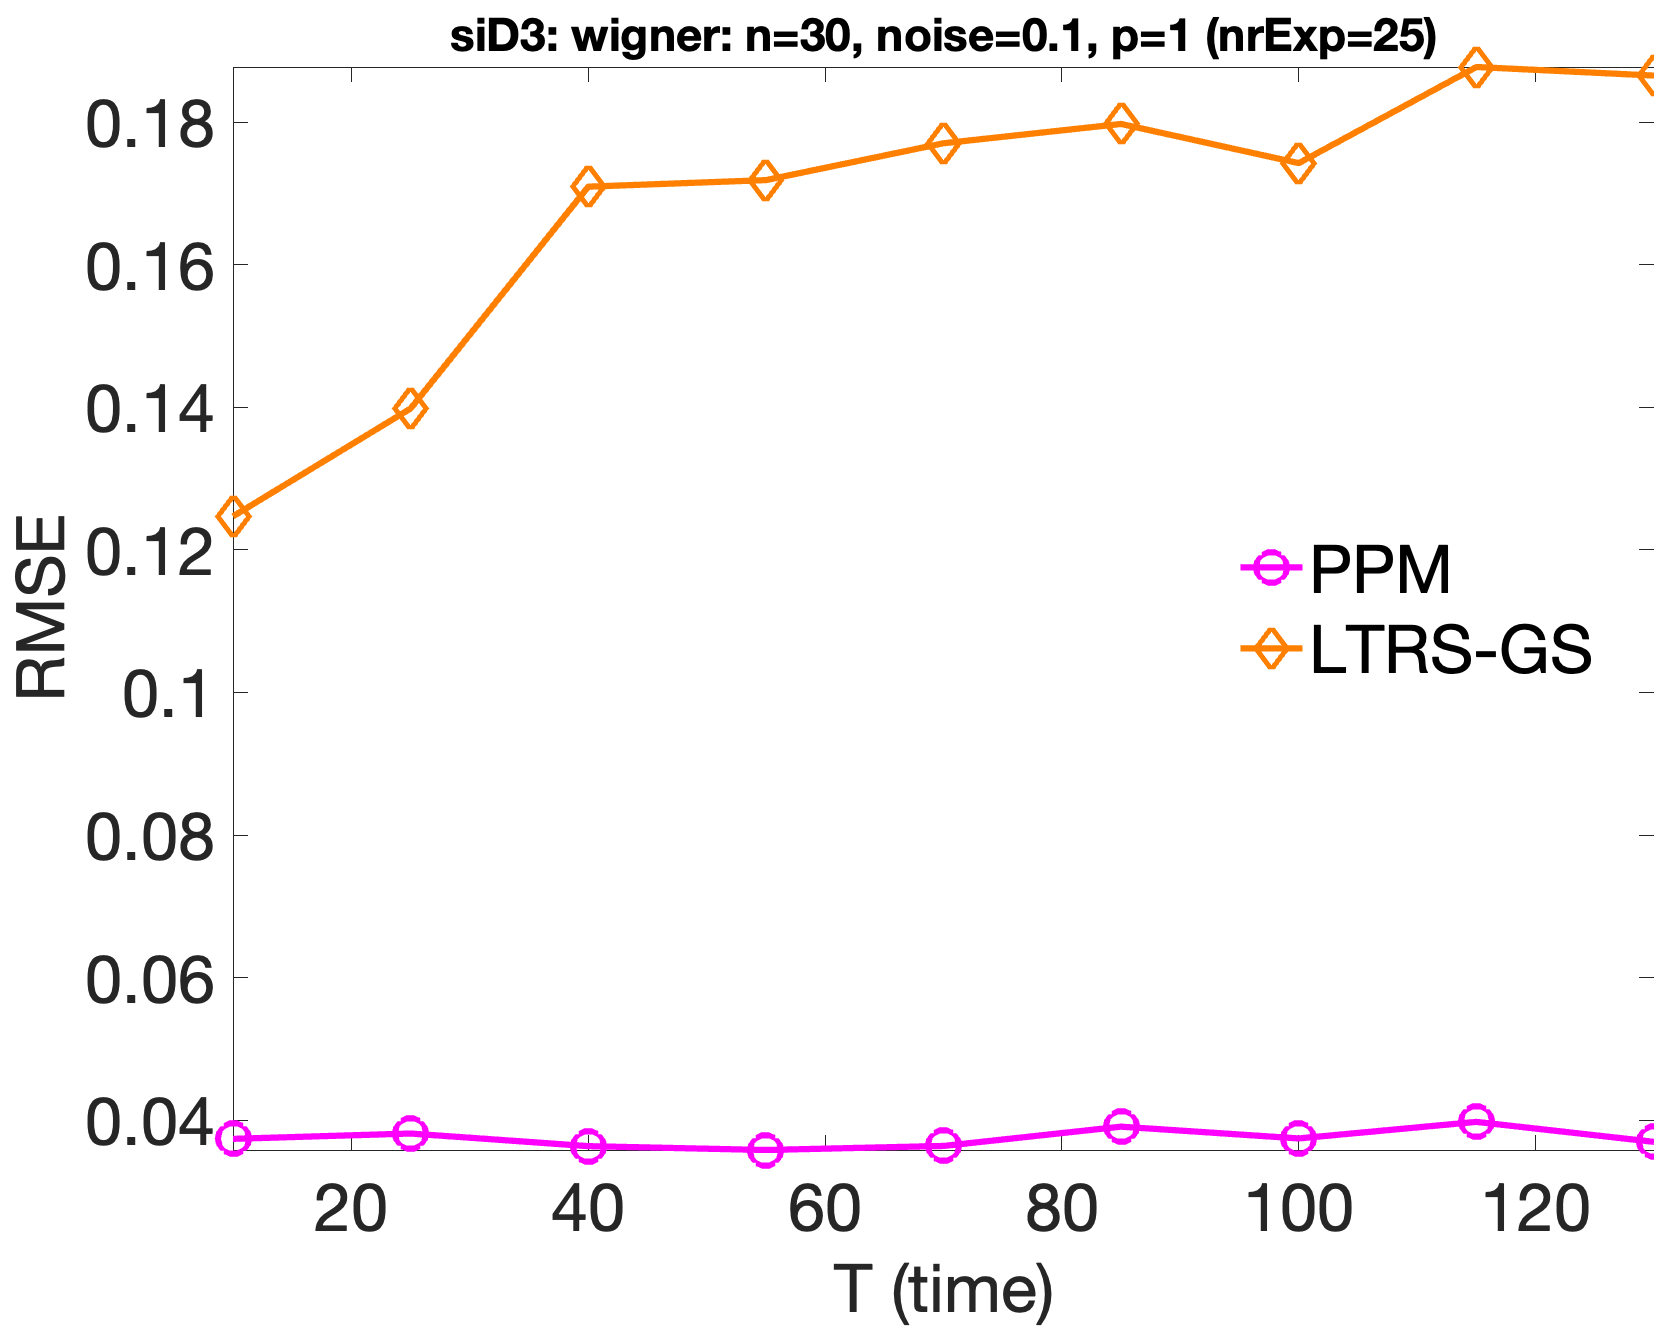 siD3: wigner: n=30, noise=0.1, p=1 (nrExp=25)
0.18
0.16
0.14
0.12
0.1
0.08
0.06
0.04
RMSE
PPM
LTRS-GS
20 40 60 80 100 120
T (time)